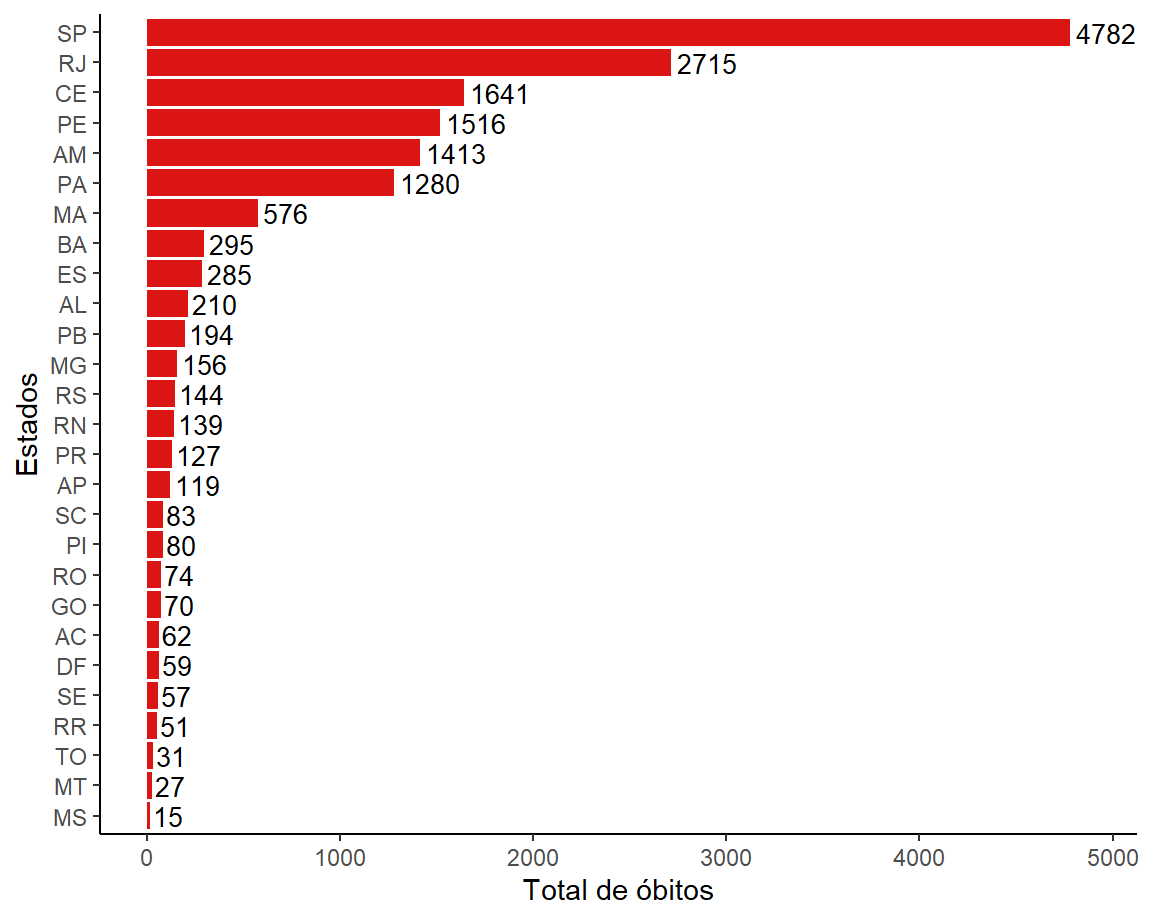 SP 4782
RJ 2715
CE 1641
PE 1516
AM 1413
PA 1280
MA 576
BA 295
ES 285
AL 210
PB 194
MG 156
RS 144
RN 139
PR 127
AP 119
SC 83
PI 80
RO 74
GO 70
AC 62
DF 59
SE 57
RR 51
TO 31
MT 27
MS 15
Estados
0 1000 2000 3000 4000 5000
Total de óbitos